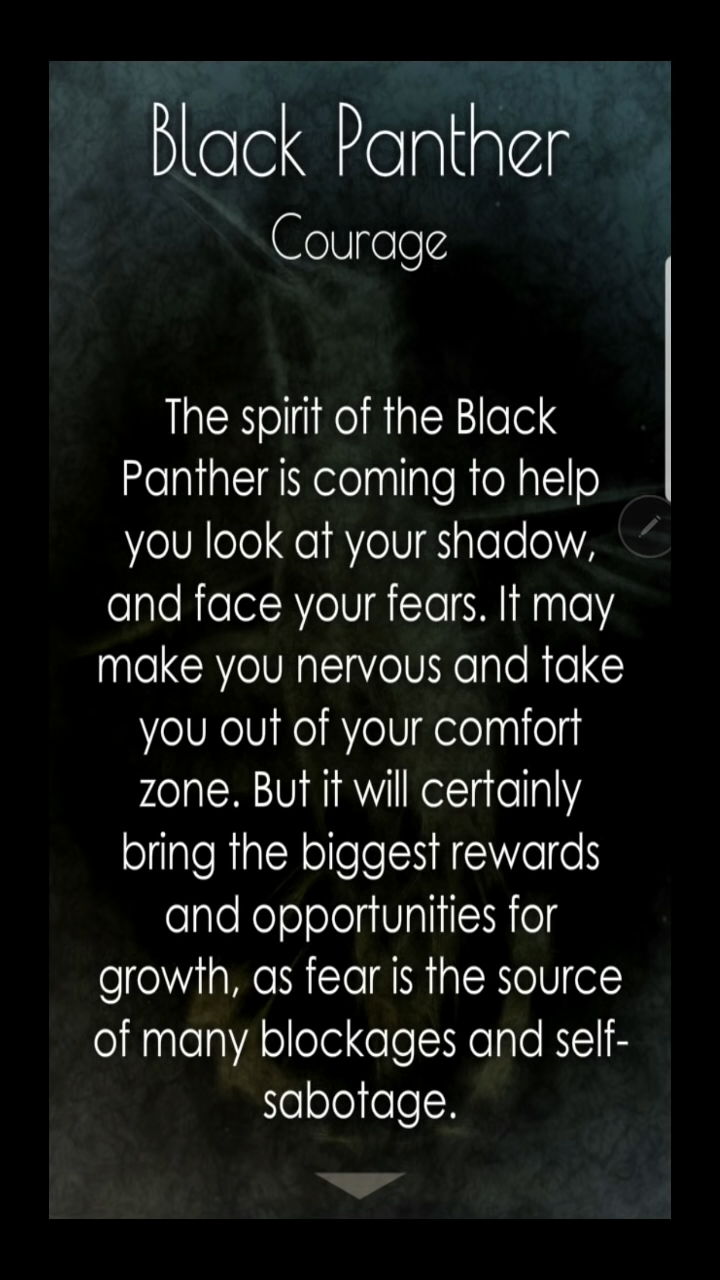 Black Panther
Courage
The spirit of the Black
Panther is coming to help
you look at your shadow,
and face your fears. It may
make you nervous and take
you out of your comfort
zone. But it will certainly
bring the biggest rewards
and opportunities for
growth, as fear is the source
of many blockages and self-
sabotage.